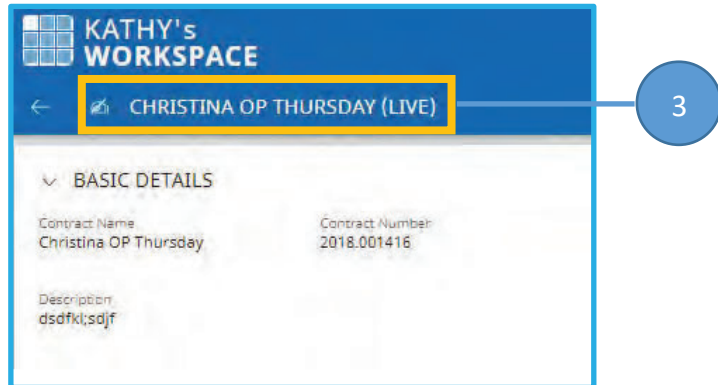 KATHY's
WORKSPACE
CHRISTINA OP THURSDAY (LIVE)
3
BASIC DETAILS
Contract Name Contract Number
Christina OP Thursday 2018.001416
Description
dsdfkl;sdjf